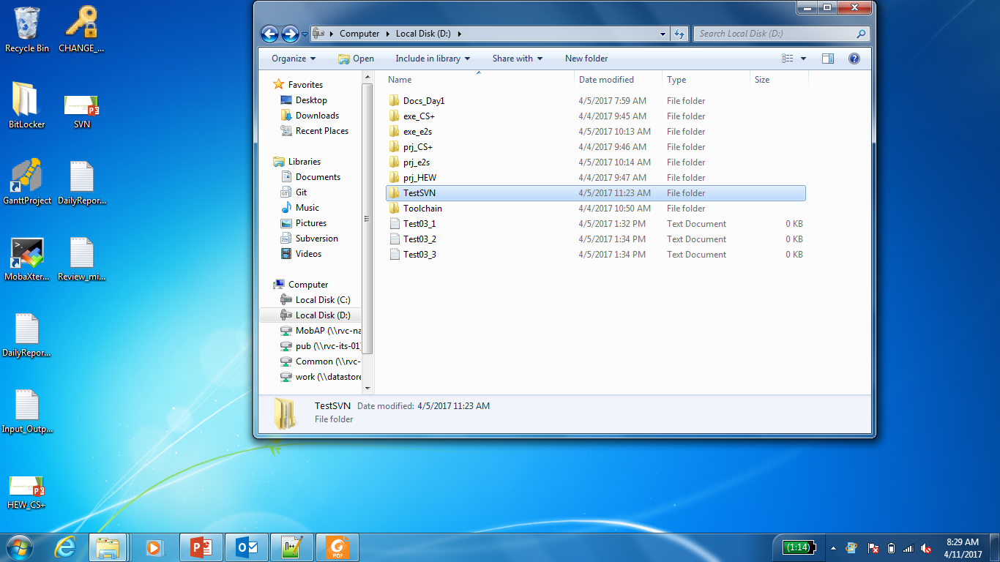 Recycle Bin
CHANGE_...
BitLocker
SVN
GanttProject
DailyRepor...
MobaXter...
Review_mi...
DailyRepor...
Input_Outp...
HEW_CS+
Computer
Local Disk (D:)
Search Local Disk (D:)
Organize
Open
Include in library
Share with
New folder
Favorites
Desktop
Downloads
Recent Places
Libraries
Documents
Git
Music
Pictures
Subversion
Videos
Computer
Local Disk (C:)
Local Disk (D:)
MobAP (\\rvc-na
pub (\\rvc-its-01
Common (\\rvc-
work (\\datastore
Name Date modified Type Size
Docs_Day1 4/5/2017 7:59 AM File folder
exe_CS+ 4/4/2017 9:45 AM File folder
exe_e2s 4/5/2017 10:13 AM File folder
prj_CS+ 4/4/2017 9:46 AM File folder
prj_e2s 4/5/2017 10:14 AM File folder
prj_HEW 4/4/2017 9:47 AM File folder
TestSVN 4/5/2017 11:23 AM File folder
Toolchain 4/4/2017 10:50 AM File folder
Test03_1 4/5/2017 1:32 PM Text Document 0 KB
Test03_2 4/5/2017 1:34 PM Text Document 0 KB
Test03_3 4/5/2017 1:34 PM Text Document 0 KB
TestSVN Date modified: 4/5/2017 11:23 AM
File folder
PDF
(1:14)
8:29 AM
4/11/2017